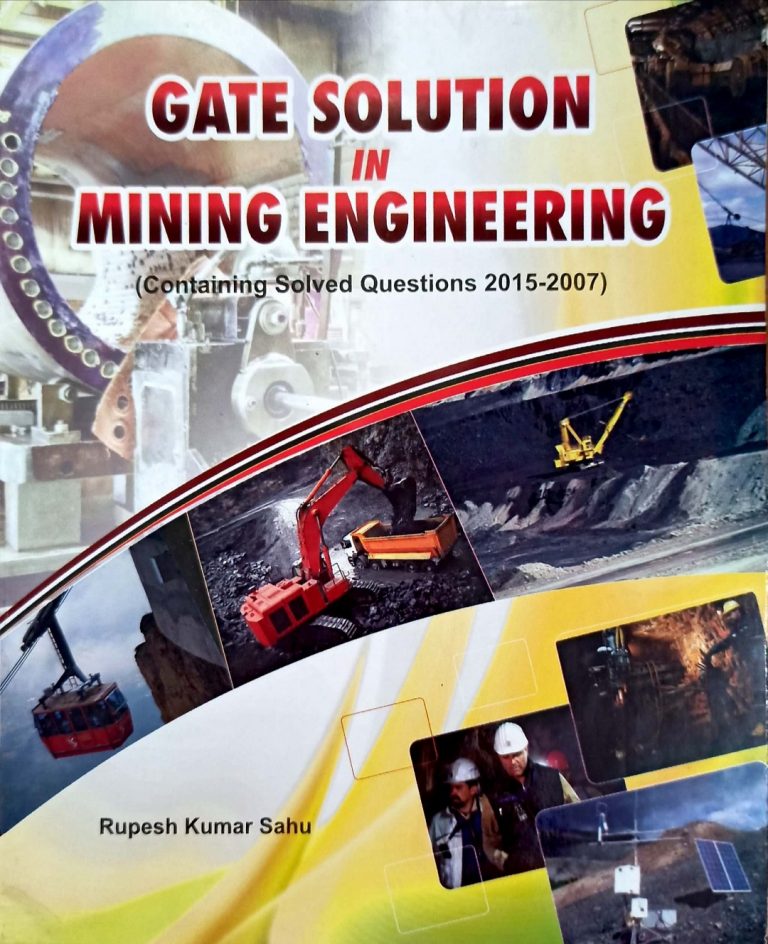 GATE SOLUTION
IN
MINING ENGINEERING
(Containing Solved Questions 2015-2007)
Rupesh Kumar Sahu